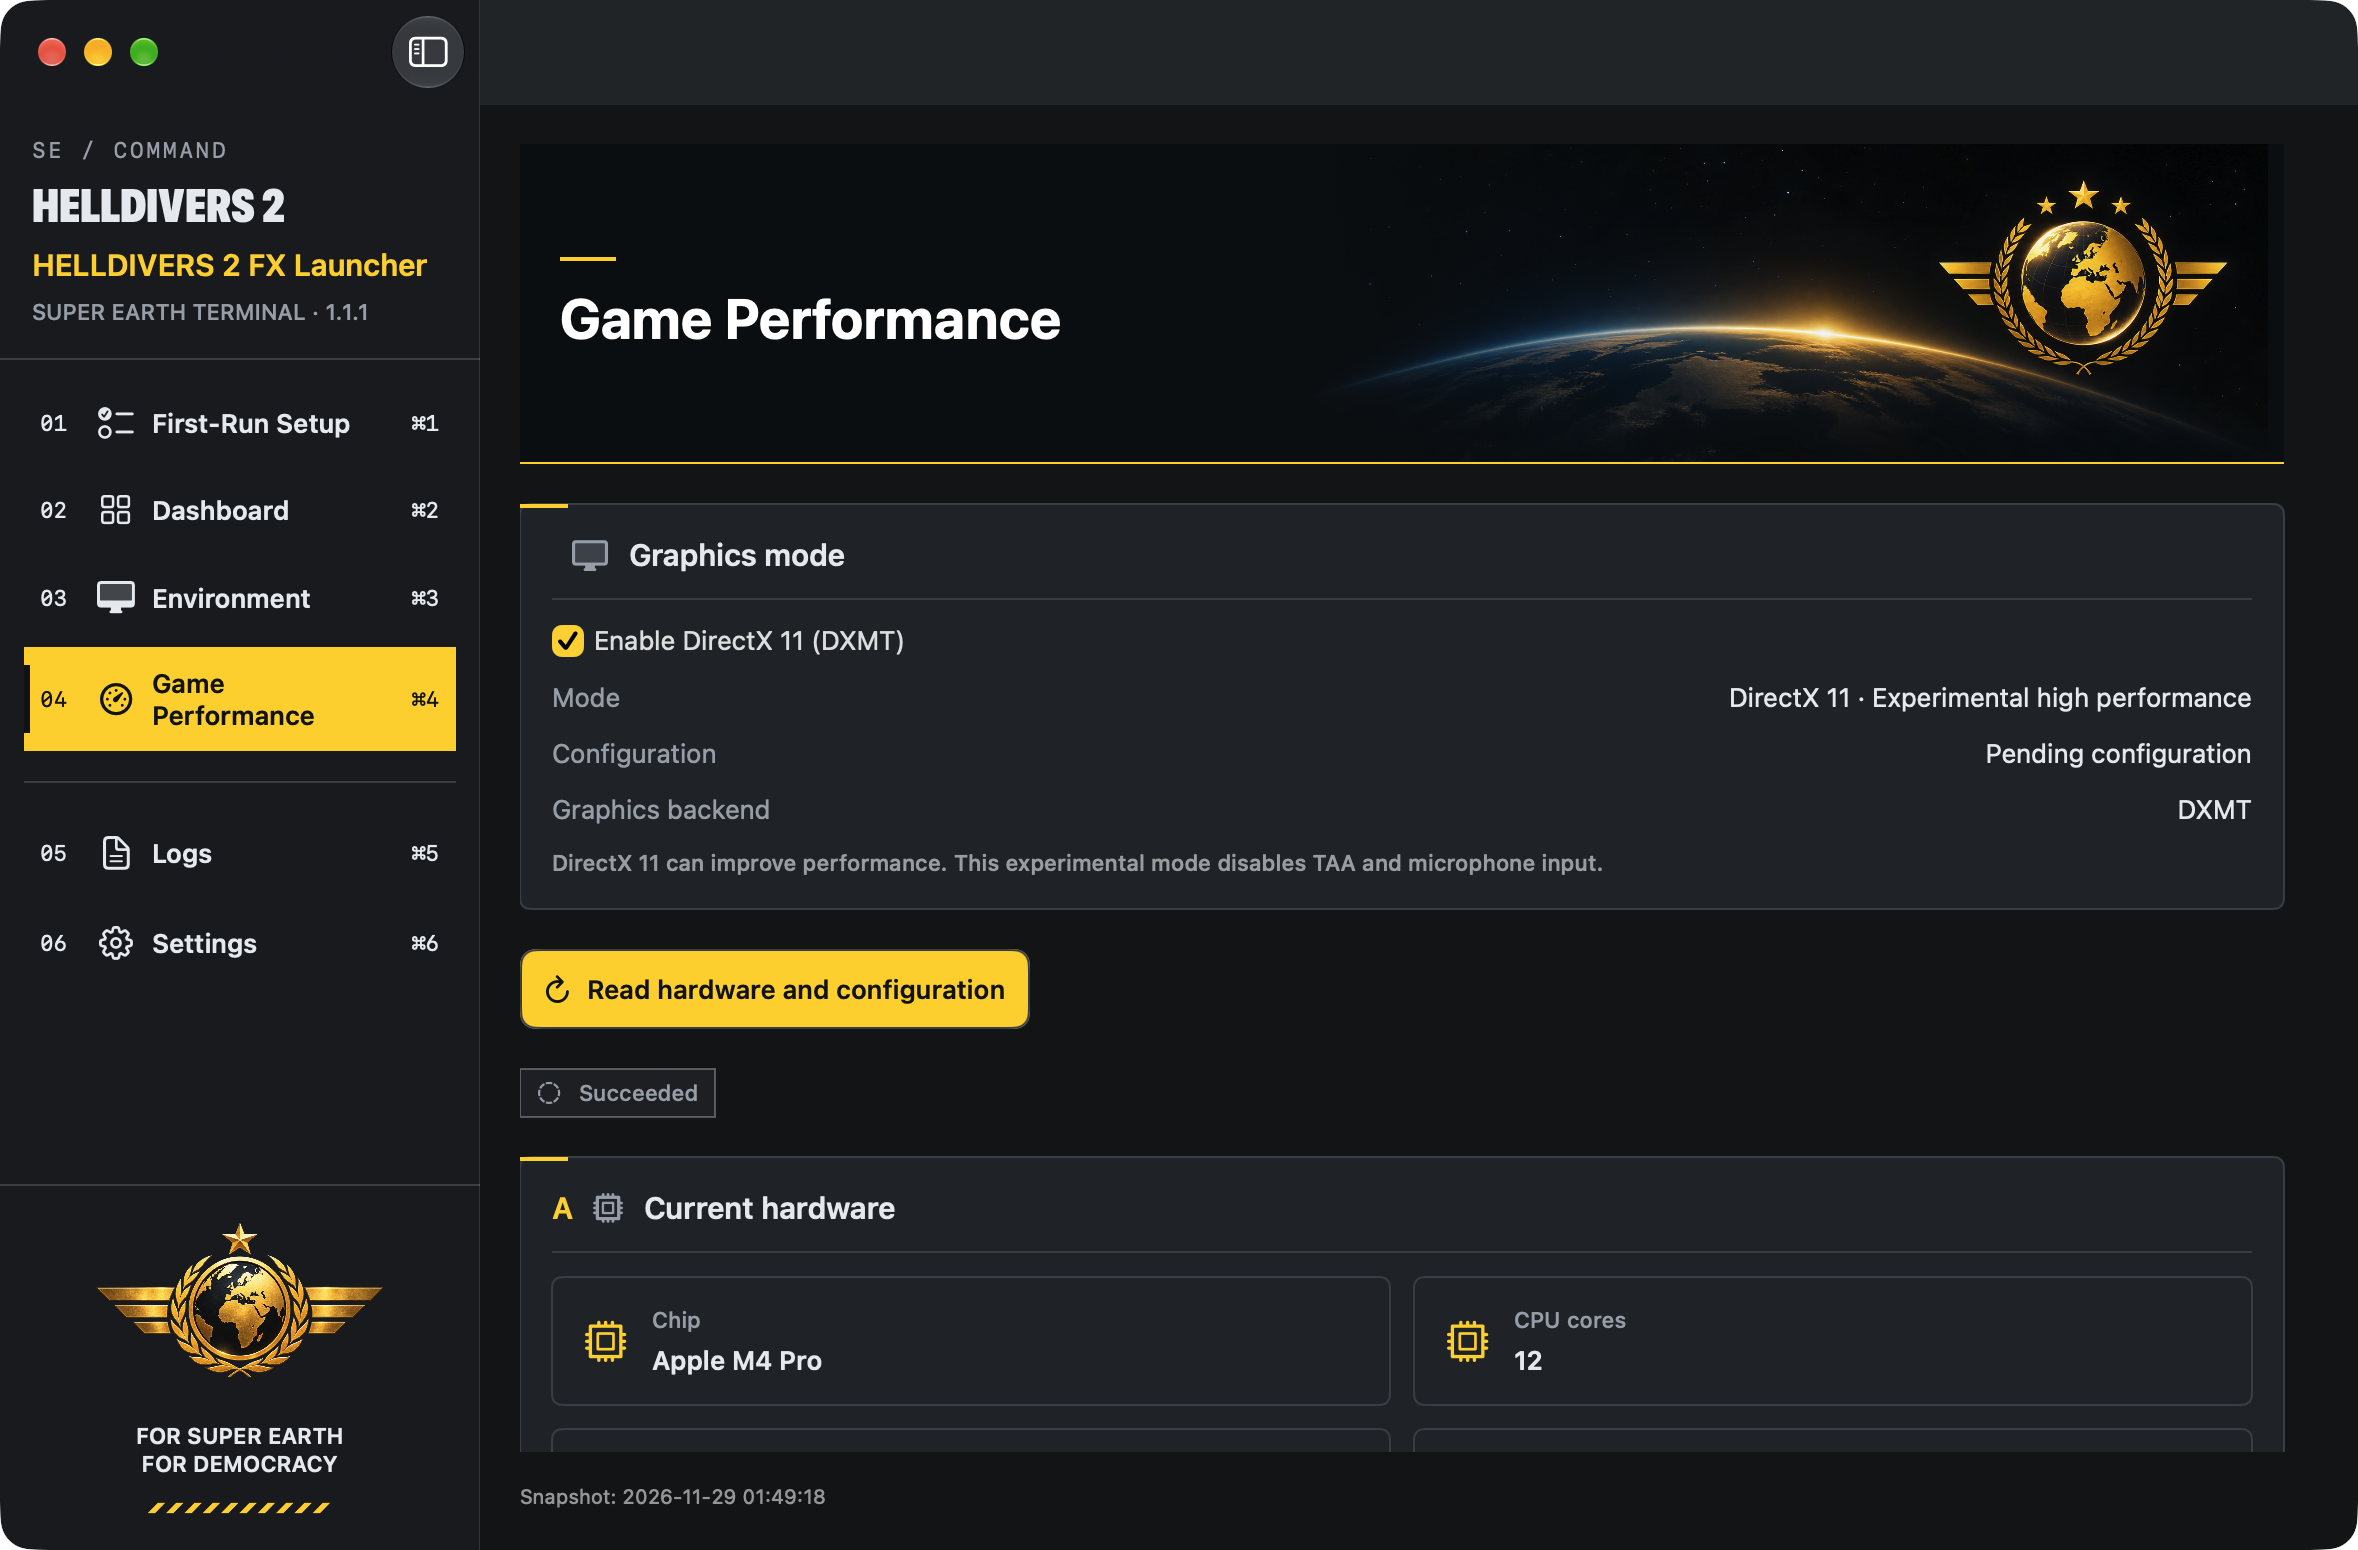 SE / COMMAND
HELLDIVERS 2
HELLDIVERS 2 FX Launcher
SUPER EARTH TERMINAL · 1.1.1
01 First-Run Setup ⌘1
02 Dashboard ⌘2
03 Environment ⌘3
04 Game Performance ⌘4
05 Logs ⌘5
06 Settings ⌘6
FOR SUPER EARTH
FOR DEMOCRACY
Game Performance
Graphics mode
Enable DirectX 11 (DXMT)
Mode DirectX 11 · Experimental high performance
Configuration Pending configuration
Graphics backend DXMT
DirectX 11 can improve performance. This experimental mode disables TAA and microphone input.
Read hardware and configuration
Succeeded
A Current hardware
Chip
Apple M4 Pro
CPU cores
12
Snapshot: 2026-11-29 01:49:18